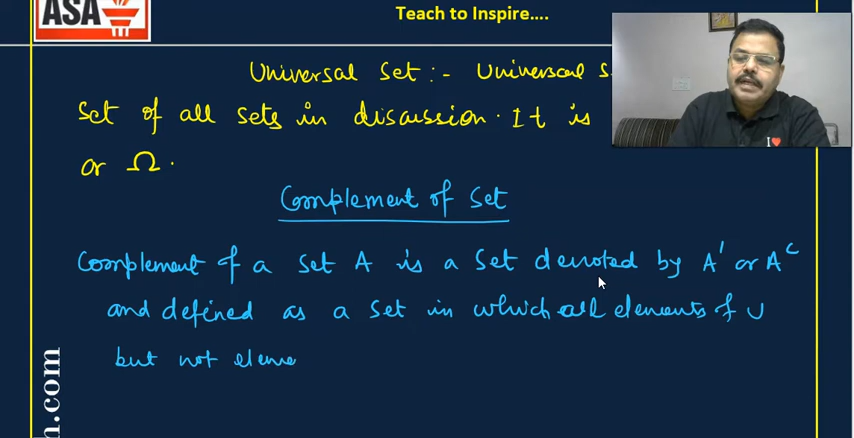 ASA
Teach to Inspire....
Universal Set :- Universal S
Set of all Sets in discussion. It is
or Ω.
Complement of Set
Complement of a Set A is a Set denoted by A' or Aᶜ
and defined as a Set in which all elements of U
but not eleme
n.com
I ❤